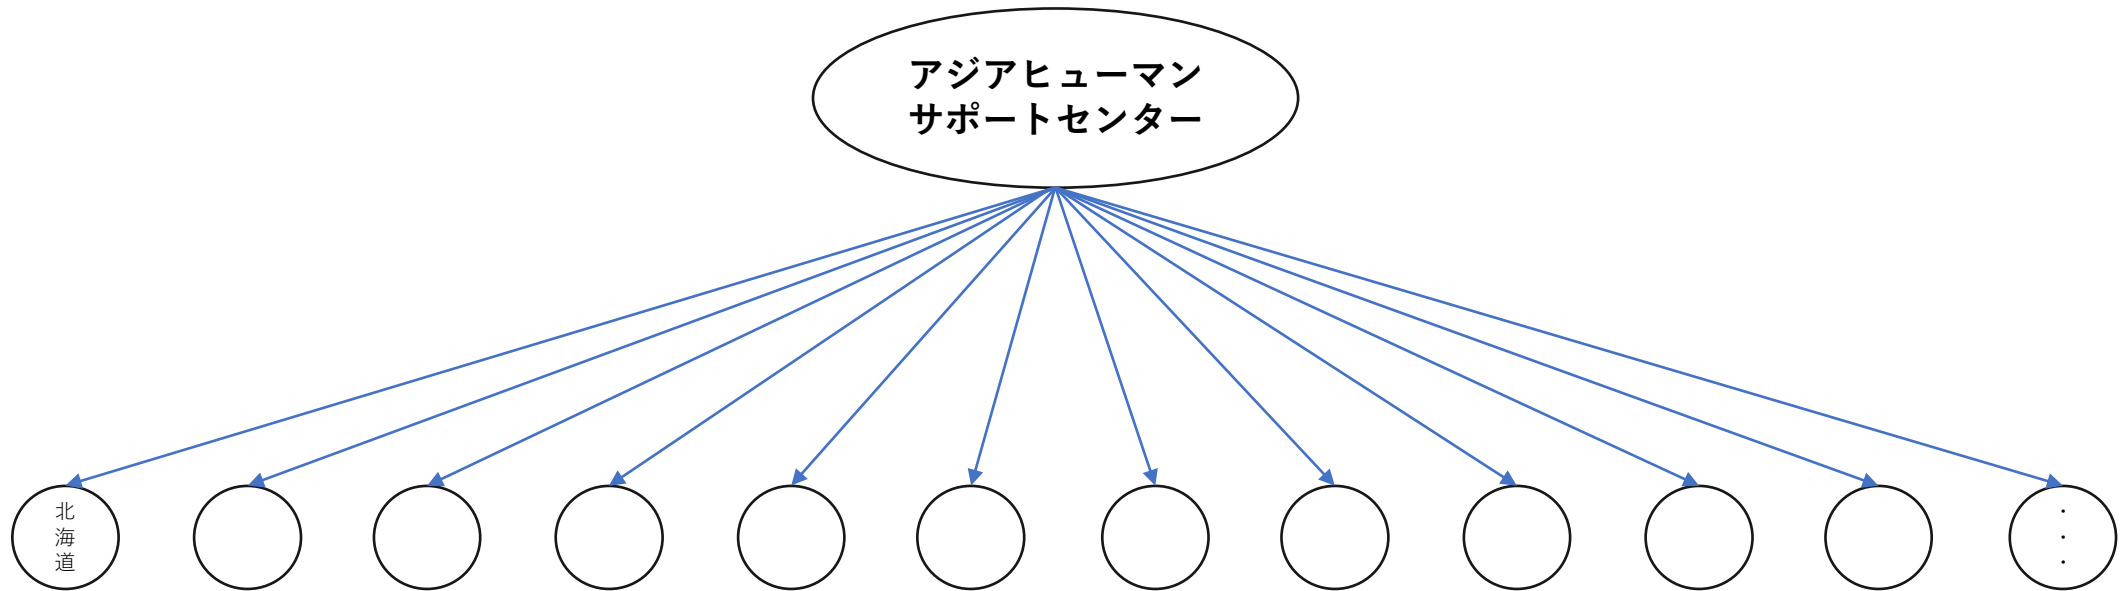 アジアヒューマン
サポートセンター
北海道
・・・